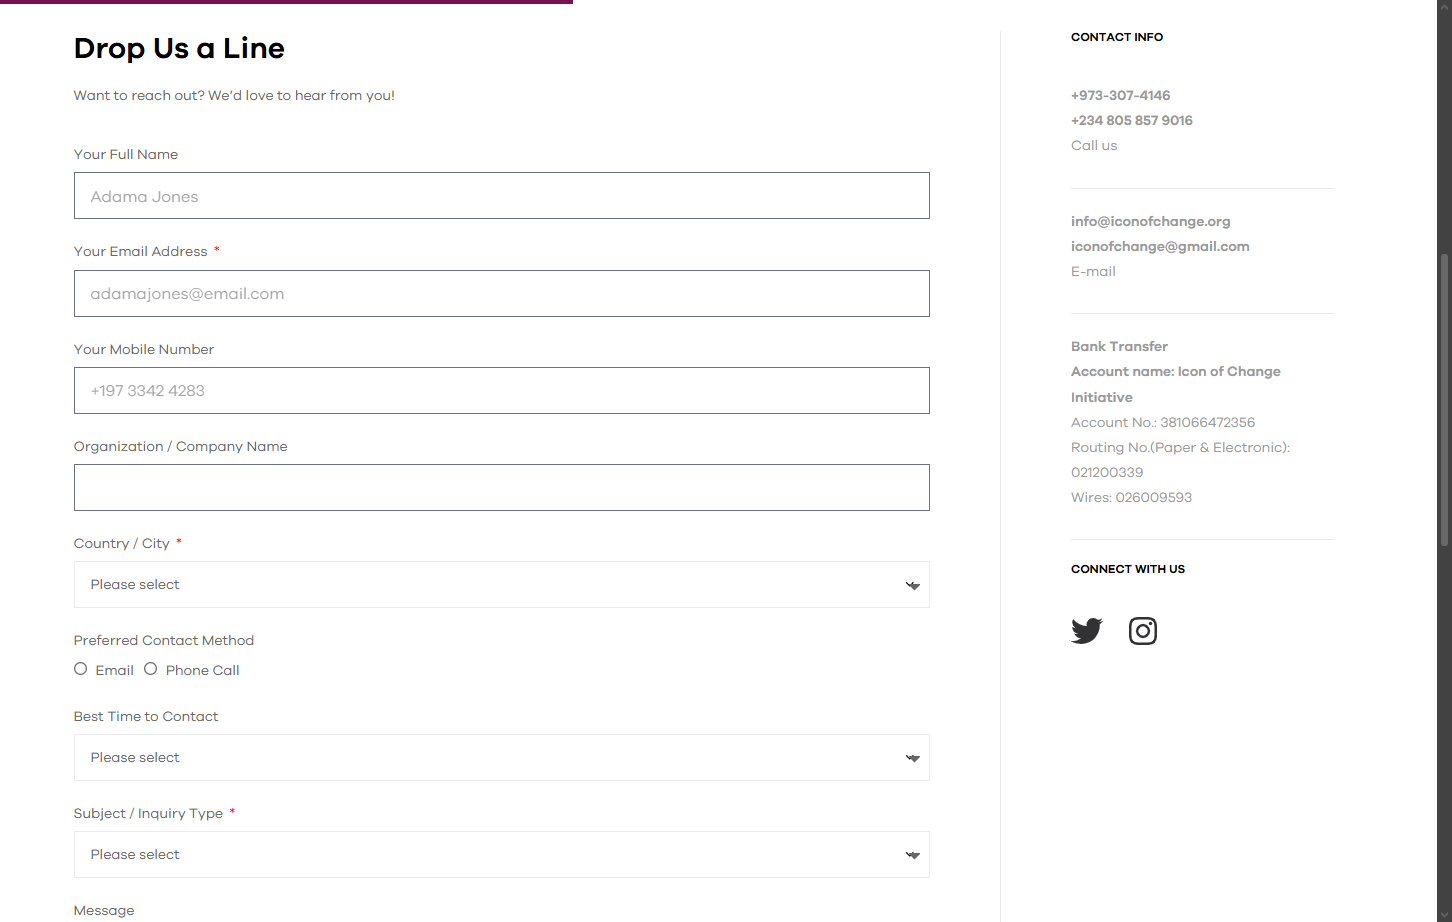 Drop Us a Line
Want to reach out? We’d love to hear from you!
Your Full Name
Adama Jones
Your Email Address *
adamajones@email.com
Your Mobile Number
+197 3342 4283
Organization / Company Name
Country / City *
Please select
Preferred Contact Method
Email Phone Call
Best Time to Contact
Please select
Subject / Inquiry Type *
Please select
Message
CONTACT INFO
+973-307-4146
+234 805 857 9016
Call us
info@iconofchange.org
iconofchange@gmail.com
E-mail
Bank Transfer
Account name: Icon of Change
Initiative
Account No.: 381066472356
Routing No.(Paper & Electronic):
021200339
Wires: 026009593
CONNECT WITH US